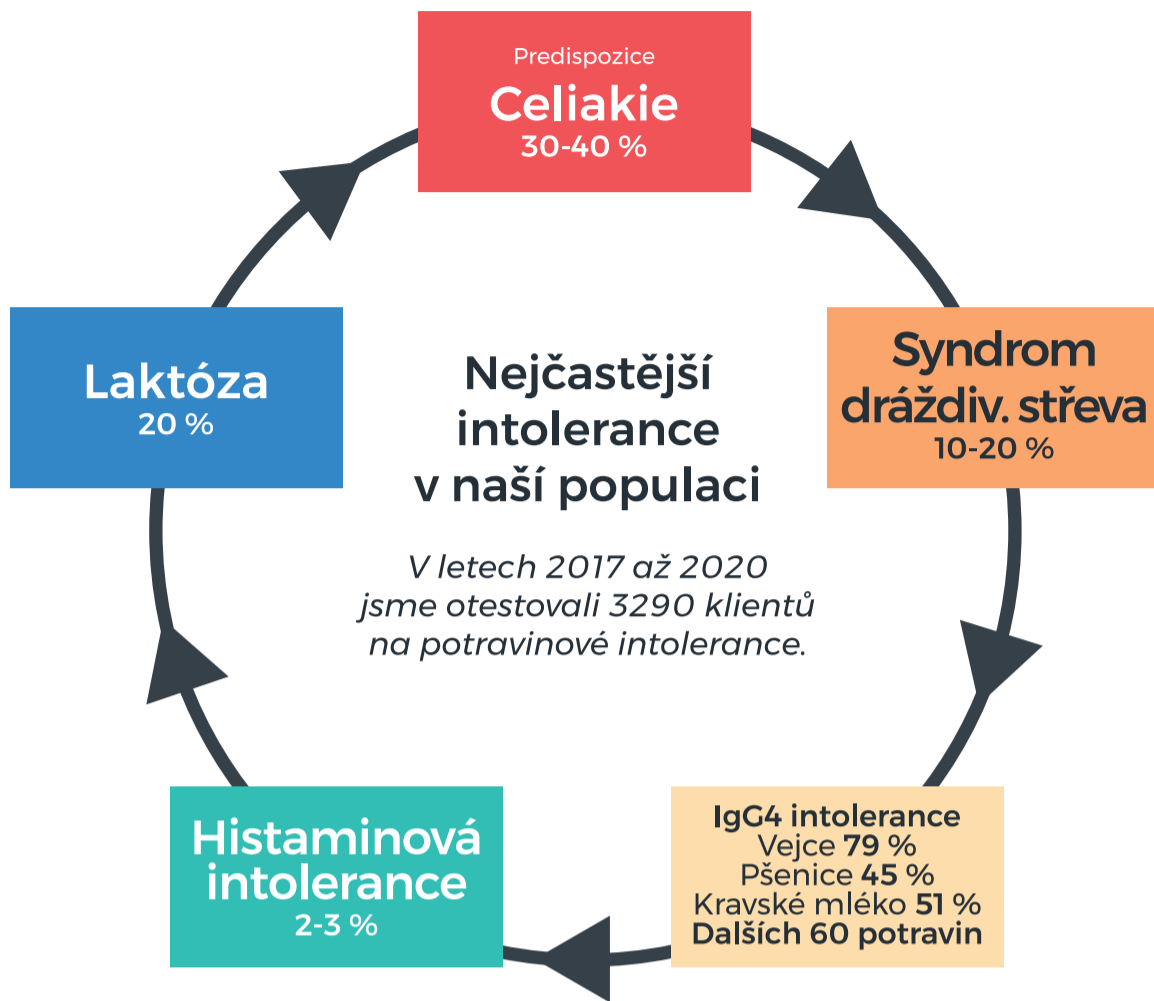 Predispozice
Celiakie
30-40 %
Laktóza
20 %
Nejčastější
intolerance
v naší populaci
V letech 2017 až 2020
jsme otestovali 3290 klientů
na potravinové intolerance.
Syndrom
dráždiv. střeva
10-20 %
Histaminová
intolerance
2-3 %
IgG4 intolerance
Vejce 79 %
Pšenice 45 %
Kravské mléko 51 %
Dalších 60 potravin